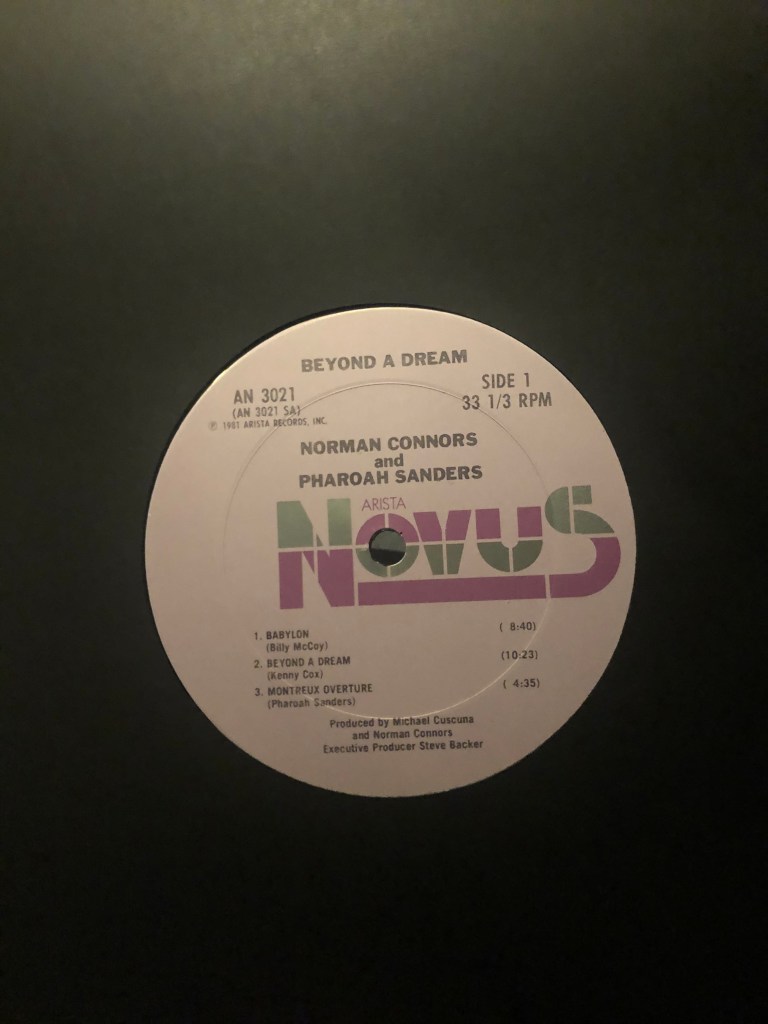 BEYOND A DREAM
AN 3021
(AN 3021 SA)
℗ 1981 ARISTA RECORDS, INC.
SIDE 1
33 1/3 RPM
NORMAN CONNORS
and
PHAROAH SANDERS
ARISTA
NOVUS
1. BABYLON ( 8:40)
(Billy McCoy)
2. BEYOND A DREAM (10:23)
(Kenny Cox)
3. MONTREUX OVERTURE ( 4:35)
(Pharoah Sanders)
Produced by Michael Cuscuna
and Norman Connors
Executive Producer Steve Backer